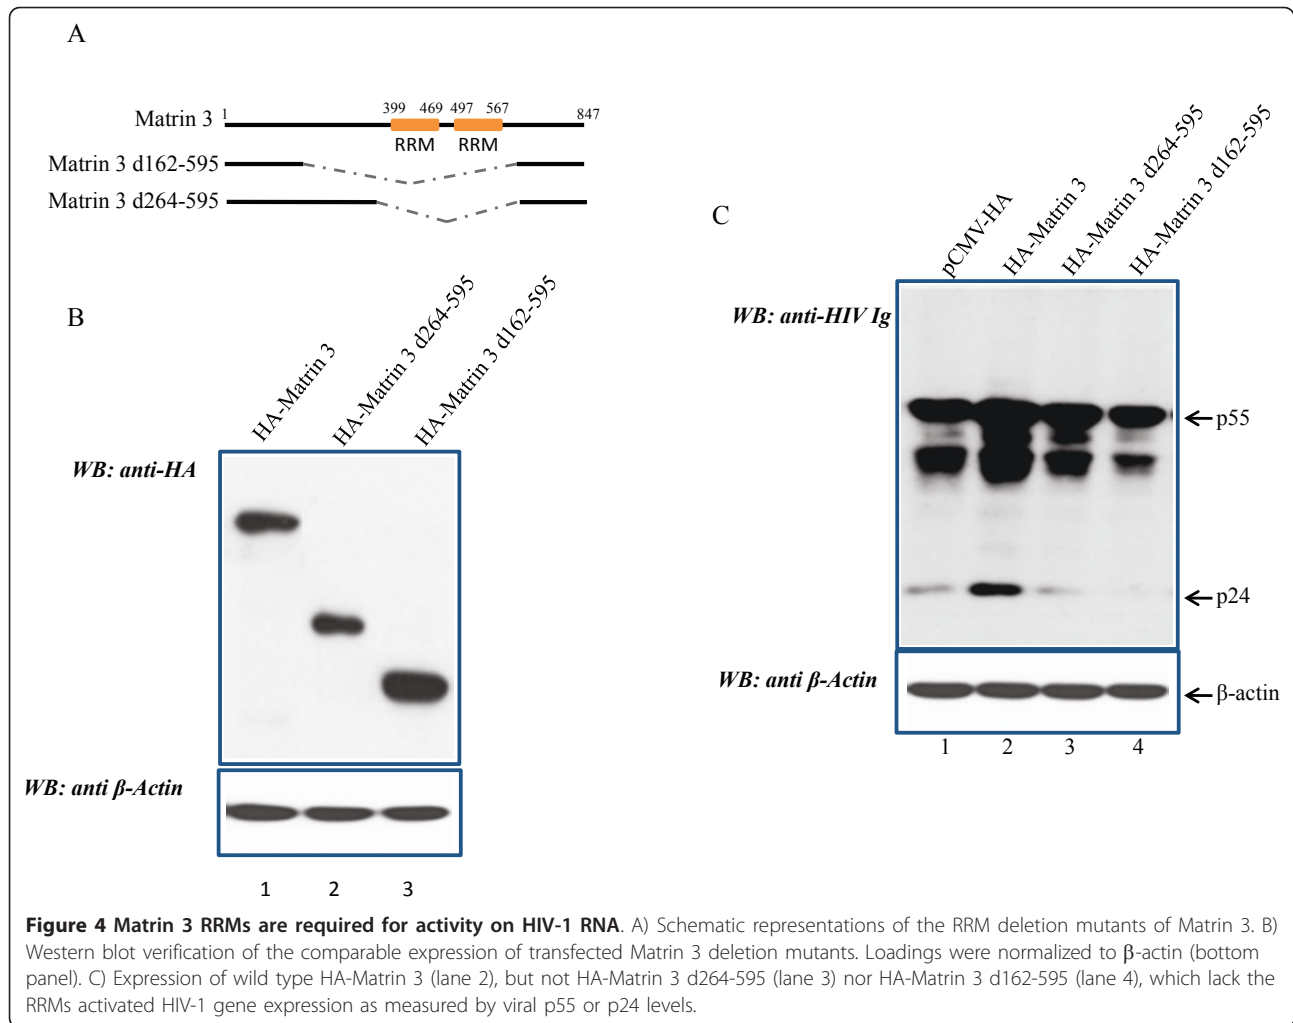 A
Matrin 3 1 399 469 497 567 847
RRM RRM
Matrin 3 d162-595
Matrin 3 d264-595
B
HA-Matrin 3
HA-Matrin 3 d264-595
HA-Matrin 3 d162-595
WB: anti-HA
WB: anti β-Actin
1 2 3
C
pCMV-HA
HA-Matrin 3
HA-Matrin 3 d264-595
HA-Matrin 3 d162-595
WB: anti-HIV Ig
p55
p24
WB: anti β-Actin
β-actin
1 2 3 4
Figure 4 Matrin 3 RRMs are required for activity on HIV-1 RNA. A) Schematic representations of the RRM deletion mutants of Matrin 3. B)
Western blot verification of the comparable expression of transfected Matrin 3 deletion mutants. Loadings were normalized to β-actin (bottom
panel). C) Expression of wild type HA-Matrin 3 (lane 2), but not HA-Matrin 3 d264-595 (lane 3) nor HA-Matrin 3 d162-595 (lane 4), which lack the
RRMs activated HIV-1 gene expression as measured by viral p55 or p24 levels.